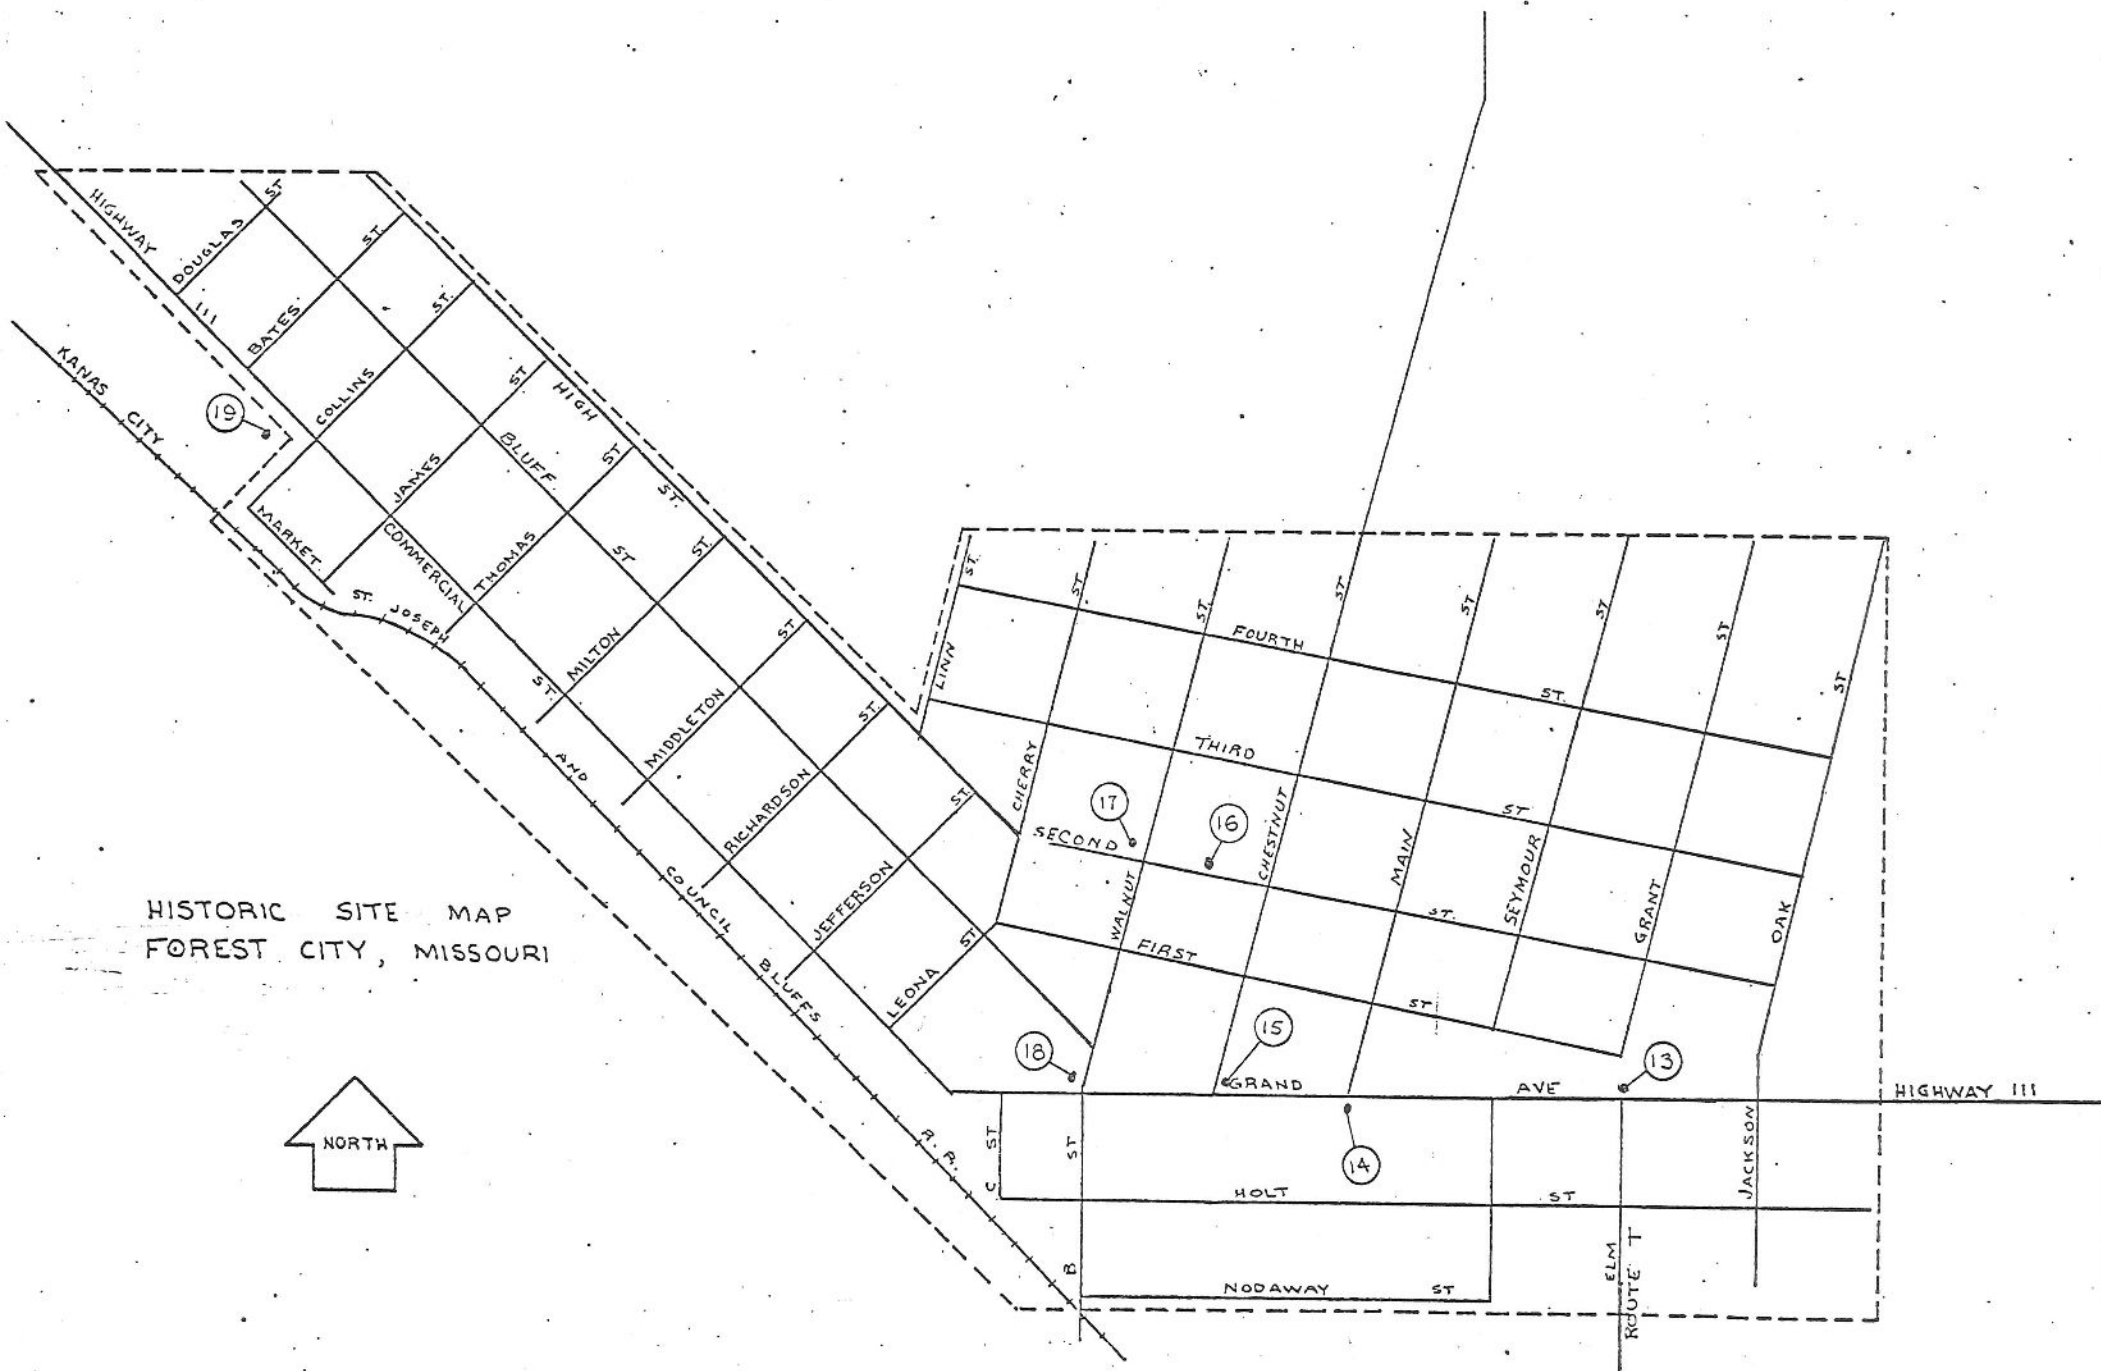 HIGHWAY 111
DOUGLAS ST
BATES ST.
COLLINS ST.
KANAS CITY ST. JOSEPH AND COUNCIL BLUFFS R.R.
19
MARKET
JAMES ST
HIGH ST.
BLUFF ST
COMMERCIAL ST.
THOMAS ST
MILTON ST.
MIDDLETON ST
RICHARDSON ST.
JEFFERSON ST.
LEONA ST
LINN ST.
CHERRY ST
WALNUT ST
CHESTNUT ST
MAIN ST
SEYMOUR ST
GRANT ST
OAK ST
FOURTH ST.
THIRD ST
17
16
SECOND ST.
FIRST ST
HISTORIC SITE MAP
FOREST CITY, MISSOURI
NORTH
18
15
13
GRAND AVE
HIGHWAY 111
14
C ST
B ST
HOLT ST
JACKSON
NODAWAY ST
ELM
ROUTE T